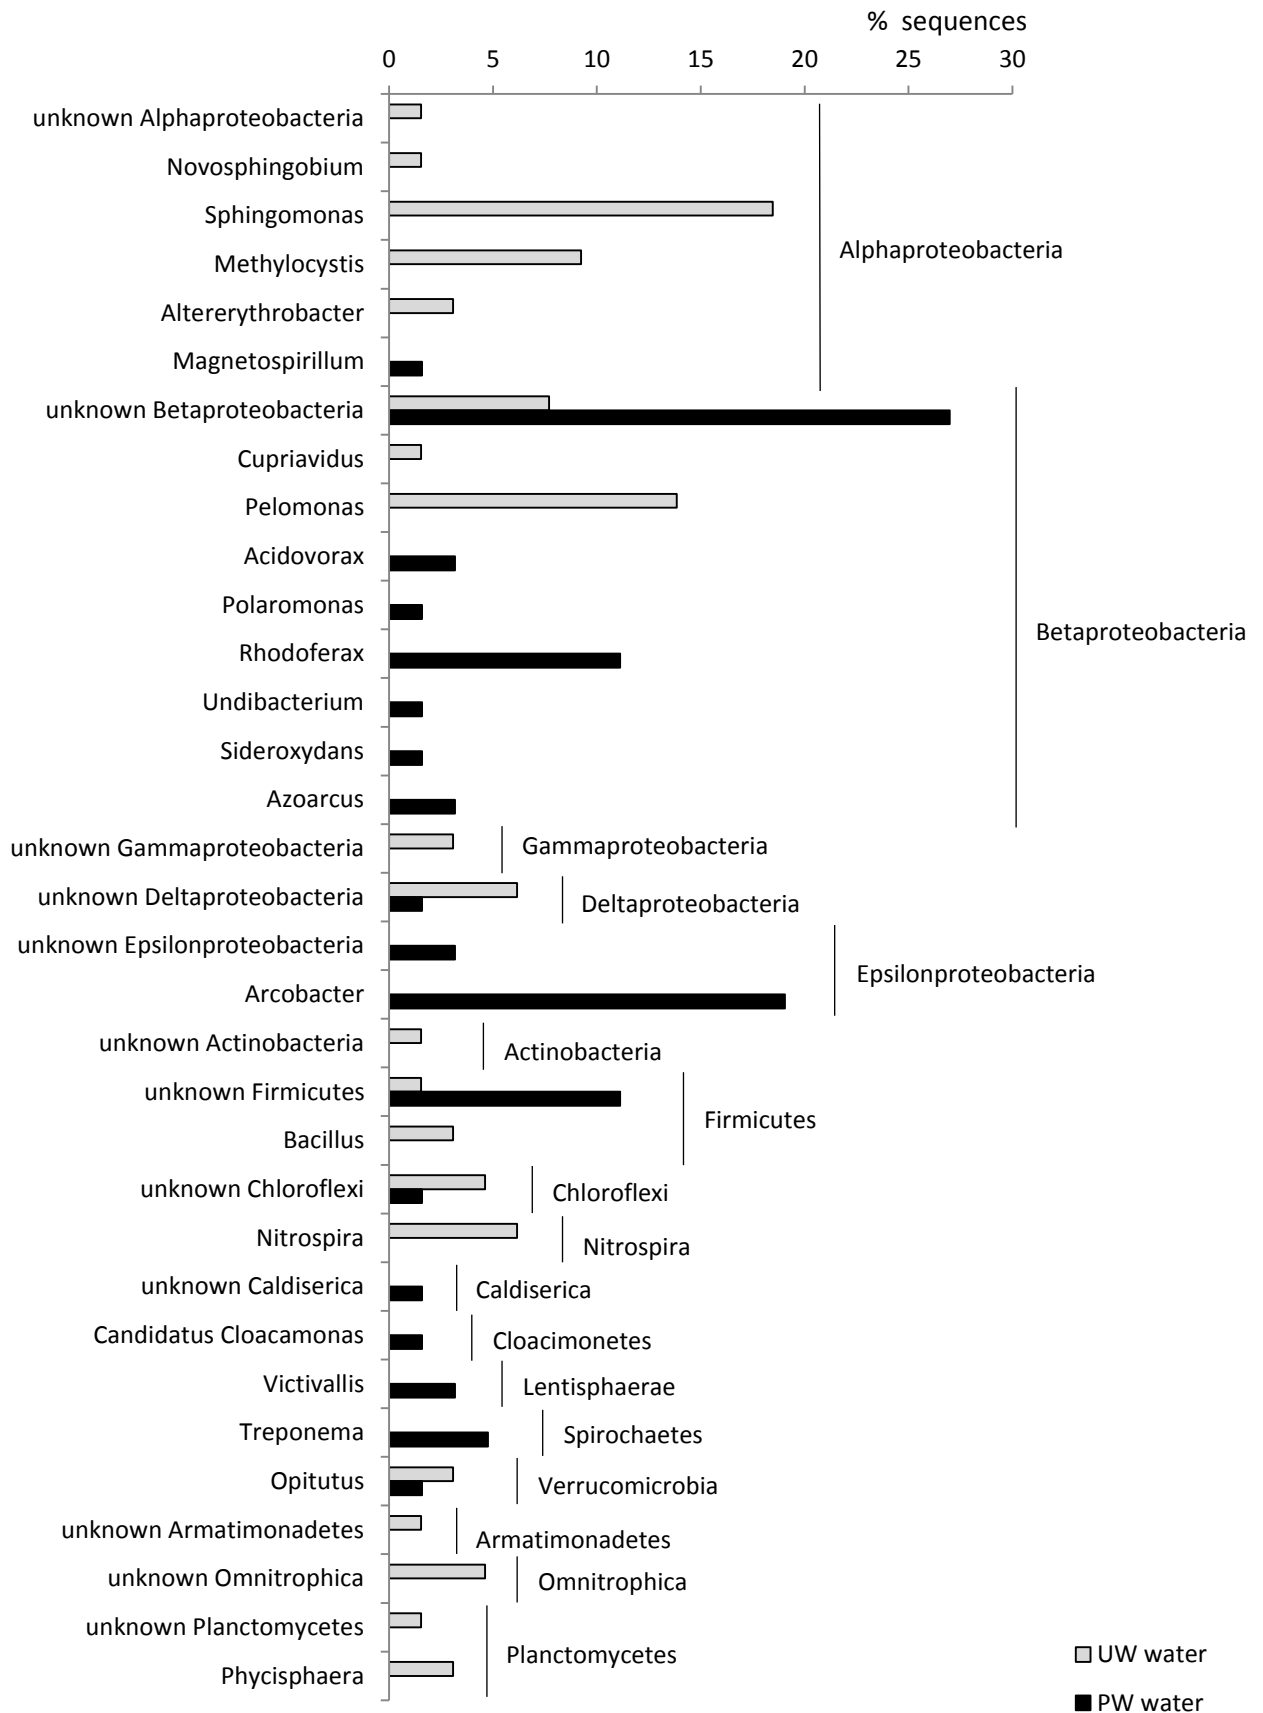 % sequences
0 5 10 15 20 25 30
unknown Alphaproteobacteria
Novosphingobium
Sphingomonas
Methylocystis
Alphaproteobacteria
Altererythrobacter
Magnetospirillum
unknown Betaproteobacteria
Cupriavidus
Pelomonas
Acidovorax
Polaromonas
Betaproteobacteria
Rhodoferax
Undibacterium
Sideroxydans
Azoarcus
unknown Gammaproteobacteria
Gammaproteobacteria
unknown Deltaproteobacteria
Deltaproteobacteria
unknown Epsilonproteobacteria
Epsilonproteobacteria
Arcobacter
unknown Actinobacteria
Actinobacteria
unknown Firmicutes
Firmicutes
Bacillus
unknown Chloroflexi
Chloroflexi
Nitrospira
Nitrospira
unknown Caldiserica
Caldiserica
Candidatus Cloacamonas
Cloacimonetes
Victivallis
Lentisphaerae
Treponema
Spirochaetes
Opitutus
Verrucomicrobia
unknown Armatimonadetes
Armatimonadetes
unknown Omnitrophica
Omnitrophica
unknown Planctomycetes
Planctomycetes
Phycisphaera
UW water
PW water